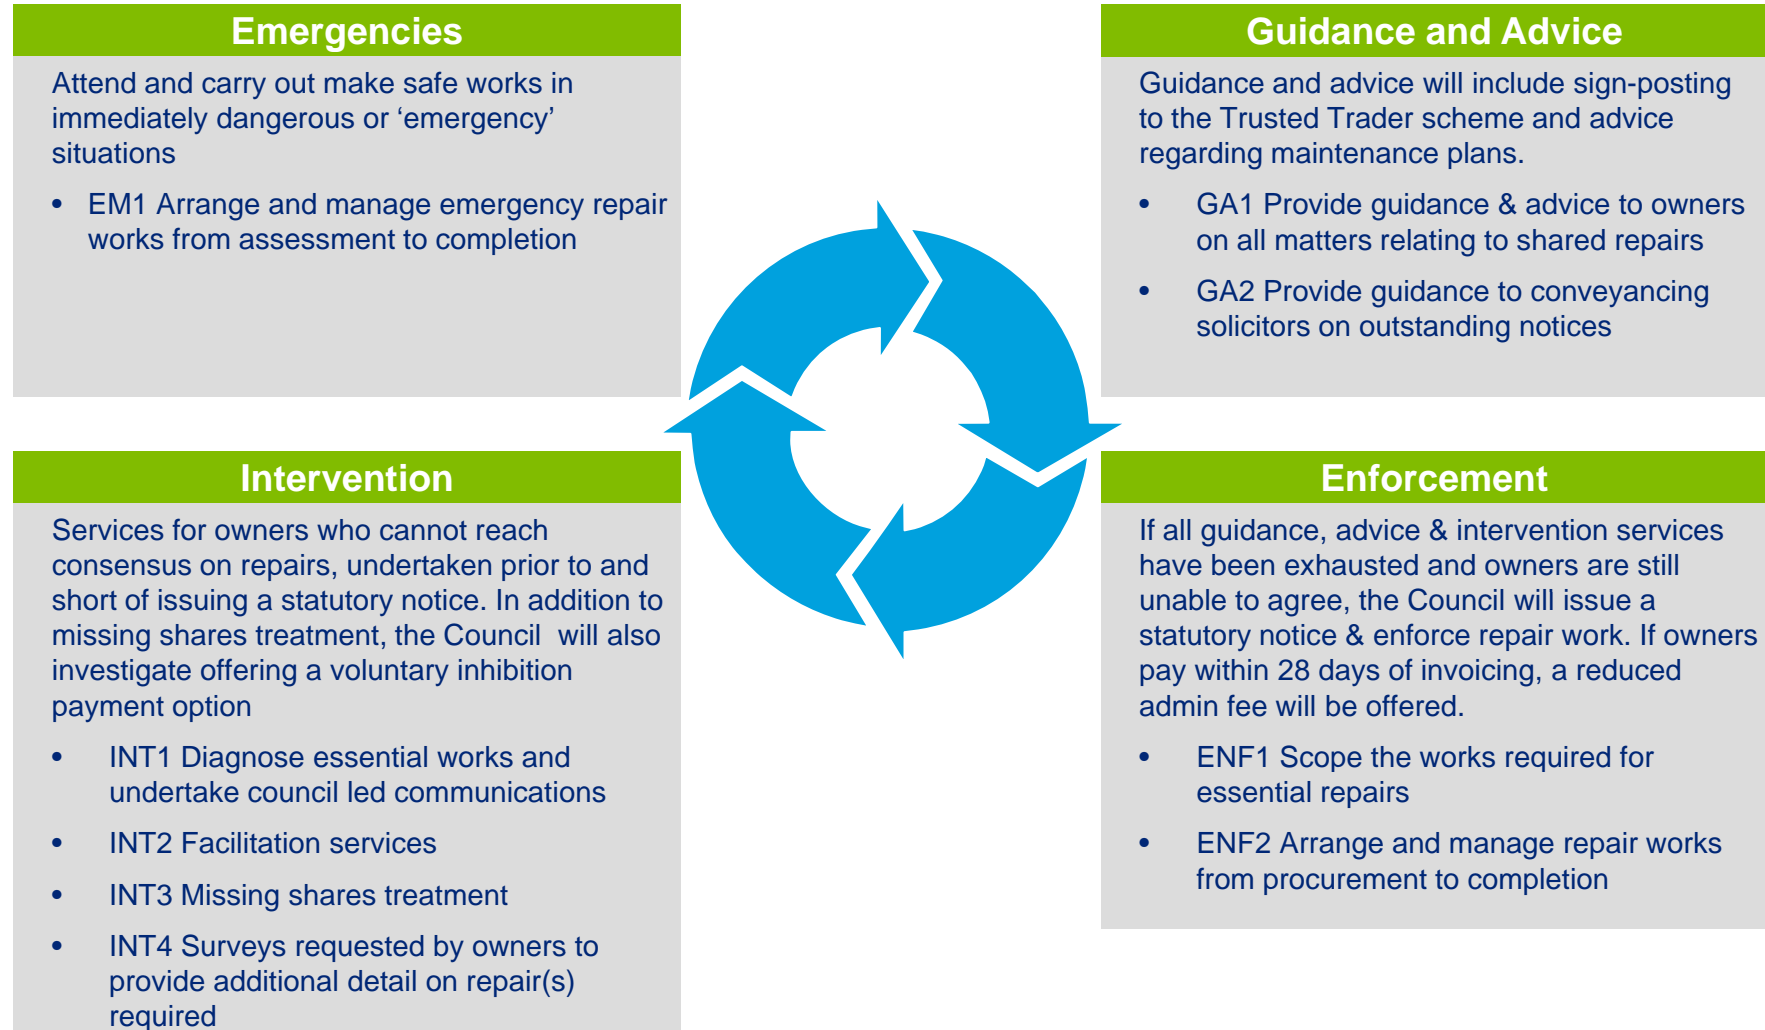 Emergencies
Attend and carry out make safe works in
immediately dangerous or ‘emergency’
situations
• EM1 Arrange and manage emergency repair
works from assessment to completion
Guidance and Advice
Guidance and advice will include sign-posting
to the Trusted Trader scheme and advice
regarding maintenance plans.
• GA1 Provide guidance & advice to owners
on all matters relating to shared repairs
• GA2 Provide guidance to conveyancing
solicitors on outstanding notices
Intervention
Services for owners who cannot reach
consensus on repairs, undertaken prior to and
short of issuing a statutory notice. In addition to
missing shares treatment, the Council will also
investigate offering a voluntary inhibition
payment option
• INT1 Diagnose essential works and
undertake council led communications
• INT2 Facilitation services
• INT3 Missing shares treatment
• INT4 Surveys requested by owners to
provide additional detail on repair(s)
required
Enforcement
If all guidance, advice & intervention services
have been exhausted and owners are still
unable to agree, the Council will issue a
statutory notice & enforce repair work. If owners
pay within 28 days of invoicing, a reduced
admin fee will be offered.
• ENF1 Scope the works required for
essential repairs
• ENF2 Arrange and manage repair works
from procurement to completion